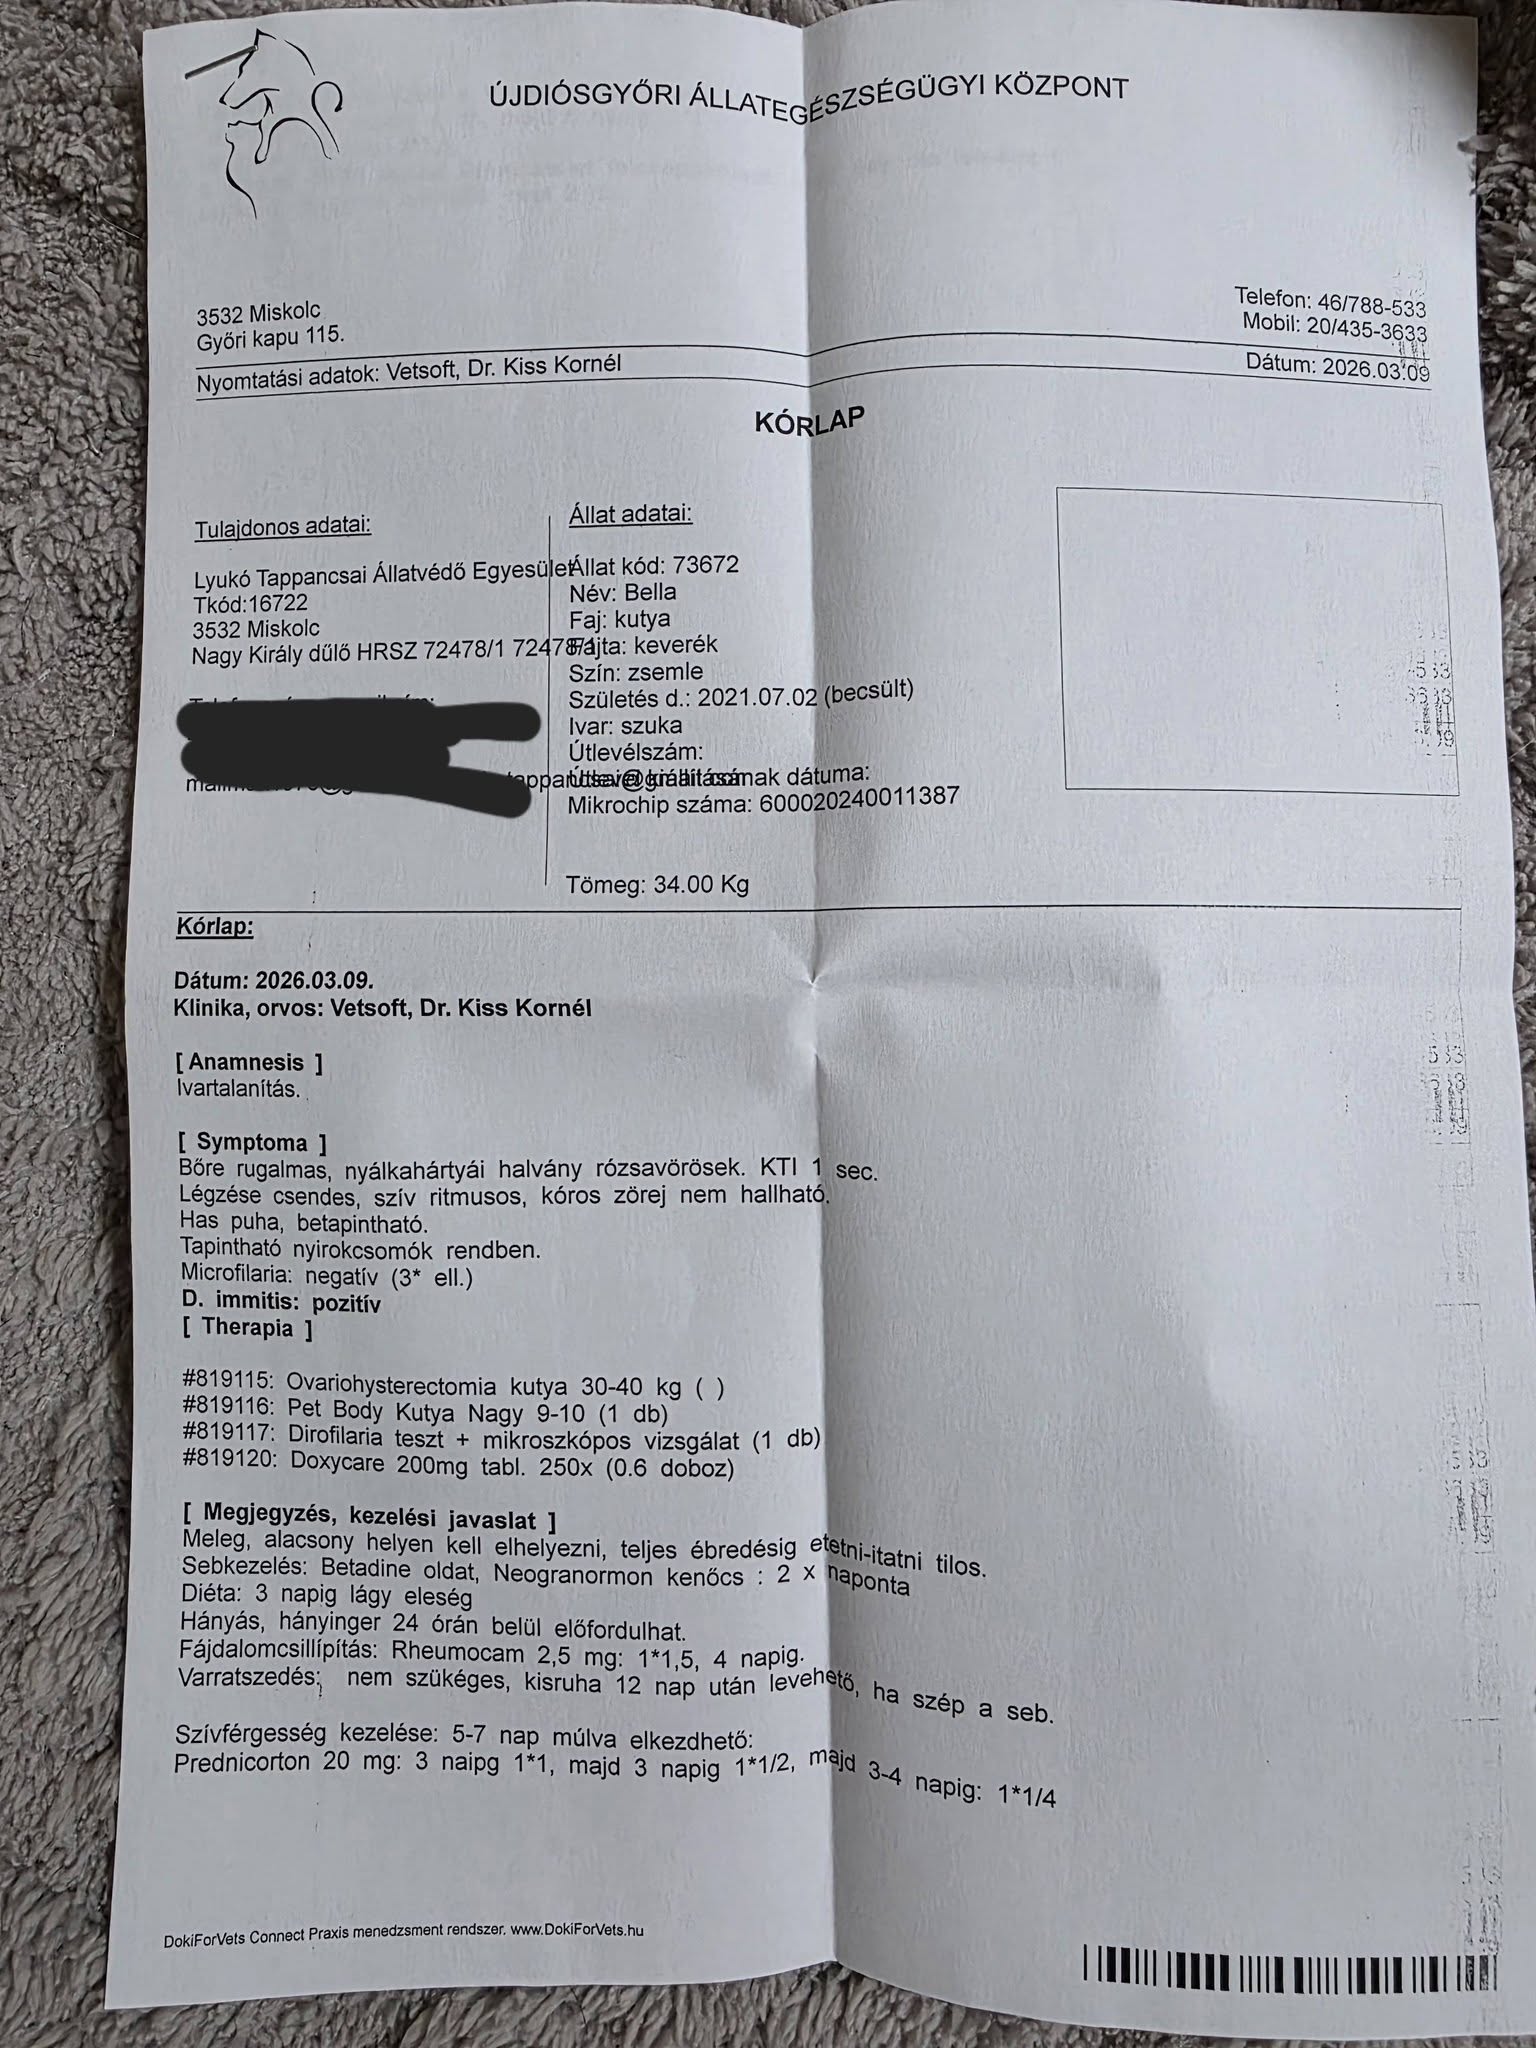 ÚJDIÓSGYŐRI ÁLLATEGÉSZSÉGÜGYI KÖZPONT
3532 Miskolc
Győri kapu 115.
Telefon: 46/788-533
Mobil: 20/435-3633
Nyomtatási adatok: Vetsoft, Dr. Kiss Kornél
Dátum: 2026.03.09
KÓRLAP
Tulajdonos adatai:
Lyukó Tappancsai Állatvédő Egyesület
Tkód:16722
3532 Miskolc
Nagy Király dűlő HRSZ 72478/1 72478/1
Állat adatai:
Állat kód: 73672
Név: Bella
Faj: kutya
Fajta: keverék
Szín: zsemle
Születés d.: 2021.07.02 (becsült)
Ivar: szuka
Útlevélszám:
dátuma:
Mikrochip száma: 600020240011387
Tömeg: 34.00 Kg
Kórlap:
Dátum: 2026.03.09.
Klinika, orvos: Vetsoft, Dr. Kiss Kornél
[ Anamnesis ]
Ivartalanítás.
[ Symptoma ]
Bőre rugalmas, nyálkahártyái halvány rózsavörösek. KTI 1 sec.
Légzése csendes, szív ritmusos, kóros zörej nem hallható.
Has puha, betapintható.
Tapintható nyirokcsomók rendben.
Microfilaria: negatív (3* ell.)
D. immitis: pozitív
[ Therapia ]
#819115: Ovariohysterectomia kutya 30-40 kg ( )
#819116: Pet Body Kutya Nagy 9-10 (1 db)
#819117: Dirofilaria teszt + mikroszkópos vizsgálat (1 db)
#819120: Doxycare 200mg tabl. 250x (0.6 doboz)
[ Megjegyzés, kezelési javaslat ]
Meleg, alacsony helyen kell elhelyezni, teljes ébredésig etetni-itatni tilos.
Sebkezelés: Betadine oldat, Neogranormon kenőcs : 2 x naponta
Diéta: 3 napig lágy eleség
Hányás, hányinger 24 órán belül előfordulhat.
Fájdalomcsillípítás: Rheumocam 2,5 mg: 1*1,5, 4 napig.
Varratszedés: nem szükéges, kisruha 12 nap után levehető, ha szép a seb.
Szívférgesség kezelése: 5-7 nap múlva elkezdhető:
Prednicorton 20 mg: 3 naipg 1*1, majd 3 napig 1*1/2, majd 3-4 napig: 1*1/4
DokiForVets Connect Praxis menedzsment rendszer. www.DokiForVets.hu